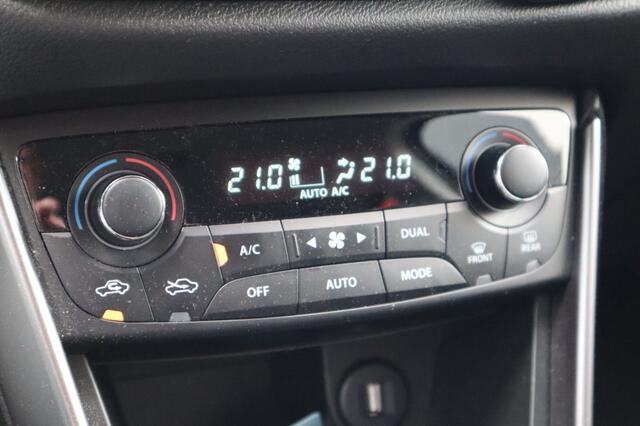 21.0 21.0
AUTO A/C
A/C DUAL FRONT REAR
OFF AUTO MODE